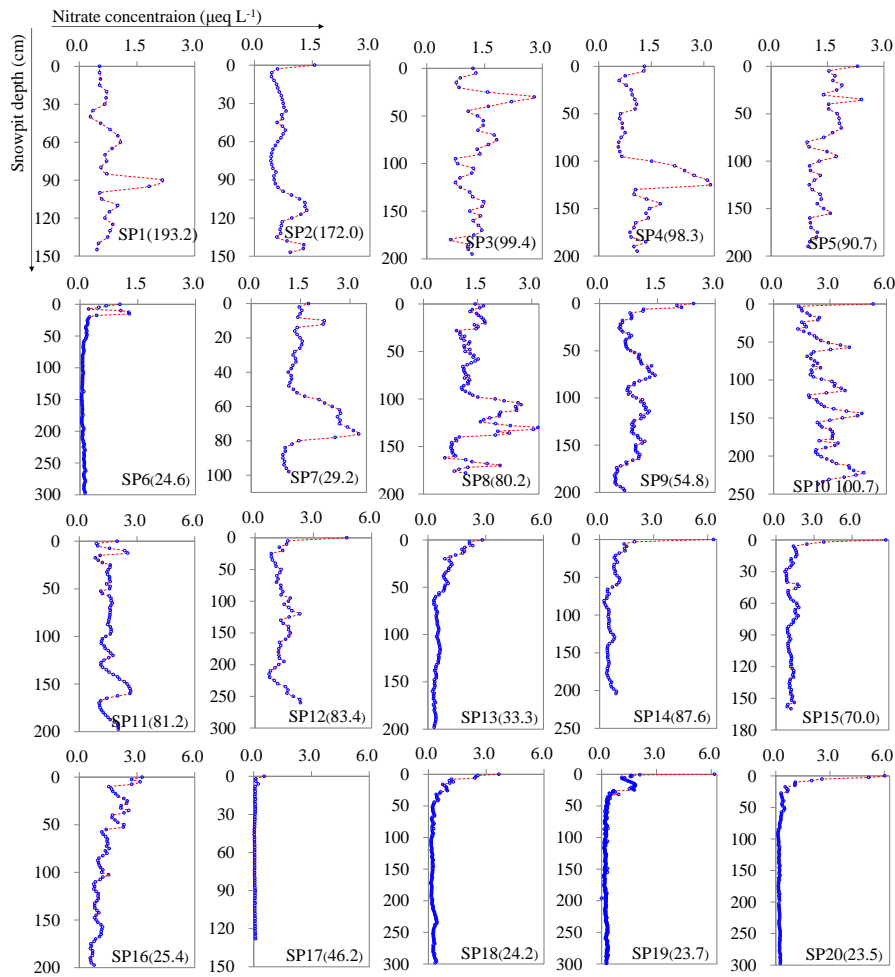 Nitrate concentraion (μeq L⁻¹)
Snowpit depth (cm)
0.0 1.5 3.0 0.0 1.5 3.0 0.0 1.5 3.0 0.0 1.5 3.0 0.0 1.5 3.0
0 30 60 90 120 150
SP1(193.2)
0 30 60 90 120 150
SP2(172.0)
0 50 100 150 200
SP3(99.4)
0 50 100 150 200
SP4(98.3)
0 50 100 150 200
SP5(90.7)
0.0 1.5 3.0 0.0 1.5 3.0 0.0 1.5 3.0 0.0 1.5 3.0 0.0 3.0 6.0
0 50 100 150 200 250 300
SP6(24.6)
0 20 40 60 80 100
SP7(29.2)
0 50 100 150 200
SP8(80.2)
0 50 100 150 200
SP9(54.8)
0 50 100 150 200 250
SP10 100.7)
0.0 1.5 3.0 0.0 3.0 6.0 0.0 3.0 6.0 0.0 3.0 6.0 0.0 3.0 6.0
0 50 100 150 200
SP11(81.2)
0 50 100 150 200 250 300
SP12(83.4)
0 50 100 150 200
SP13(33.3)
0 50 100 150 200 250
SP14(87.6)
0 30 60 90 120 150 180
SP15(70.0)
0.0 3.0 6.0 0.0 3.0 6.0 0.0 3.0 6.0 0.0 3.0 6.0 0.0 3.0 6.0
0 50 100 150 200
SP16(25.4)
0 30 60 90 120 150
SP17(46.2)
0 50 100 150 200 250 300
SP18(24.2)
0 50 100 150 200 250 300
SP19(23.7)
0 50 100 150 200 250 300
SP20(23.5)